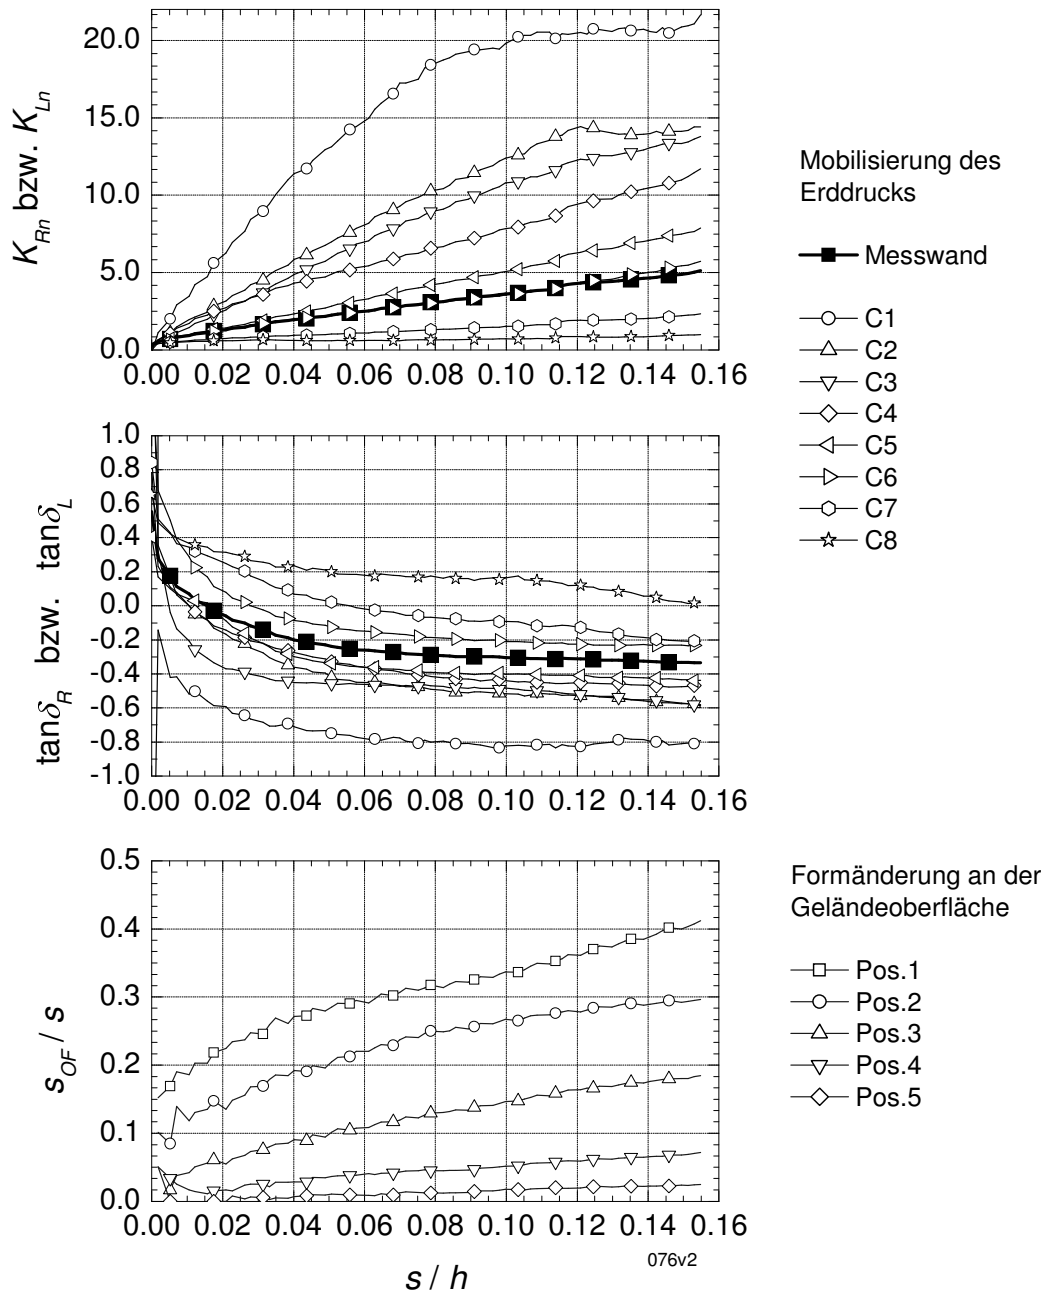 K_Rn bzw. K_Ln
20.0
15.0
10.0
5.0
0.0
0.00 0.02 0.04 0.06 0.08 0.10 0.12 0.14 0.16
Mobilisierung des
Erddrucks
Messwand
C1
C2
C3
C4
C5
C6
C7
C8
tanδ_R bzw. tanδ_L
1.0
0.8
0.6
0.4
0.2
0.0
-0.2
-0.4
-0.6
-0.8
-1.0
0.00 0.02 0.04 0.06 0.08 0.10 0.12 0.14 0.16
s_OF / s
0.5
0.4
0.3
0.2
0.1
0.0
0.00 0.02 0.04 0.06 0.08 0.10 0.12 0.14 0.16
Formänderung an der
Geländeoberfläche
Pos.1
Pos.2
Pos.3
Pos.4
Pos.5
s / h
076v2